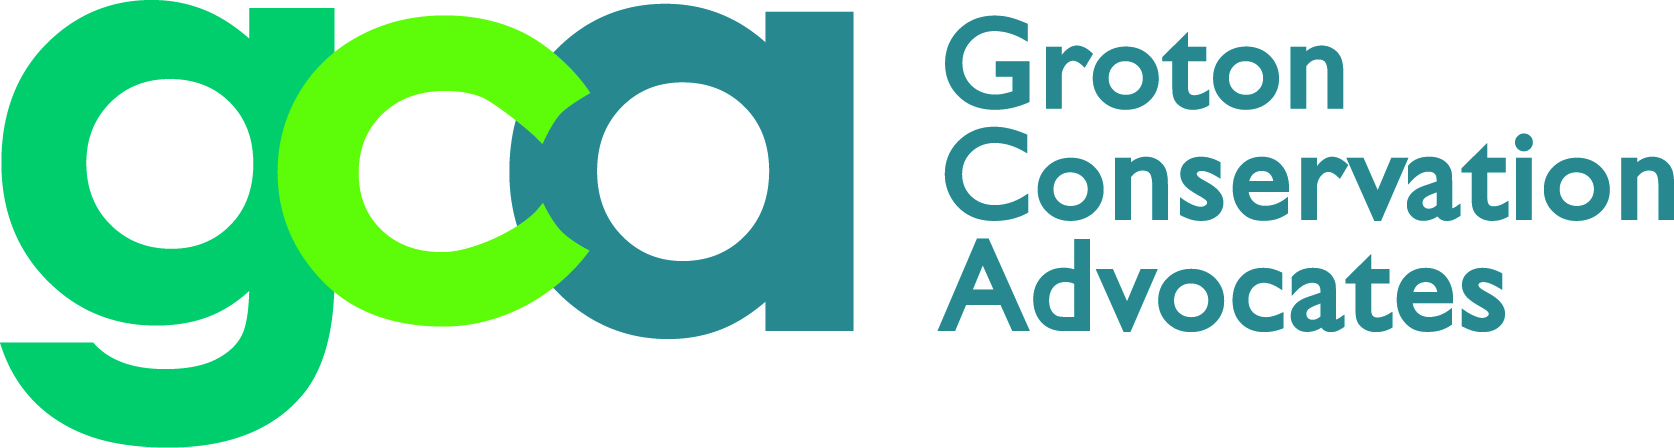 gca
Groton
Conservation
Advocates